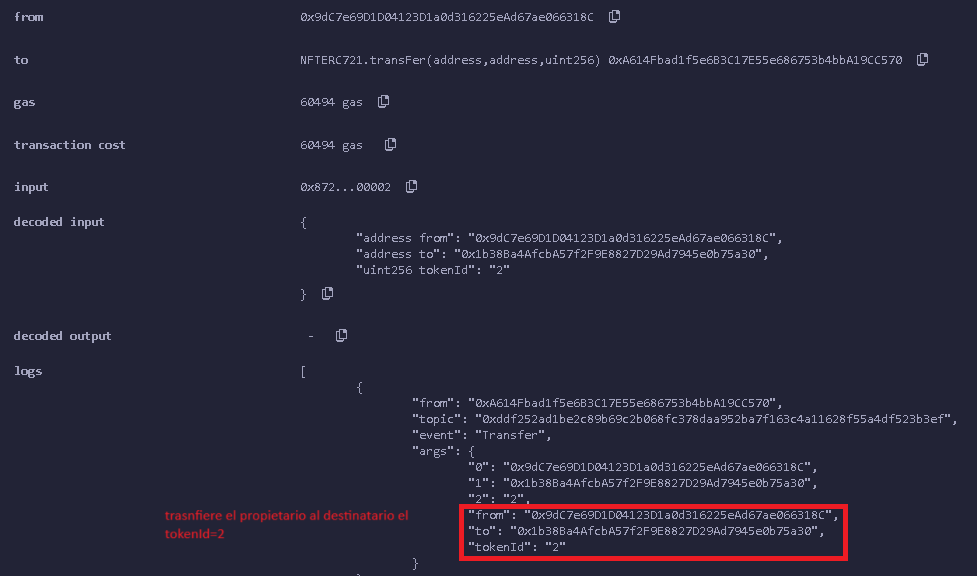 from 0x9dC7e69D1D04123D1a0d316225eAd67ae066318C
to NFTERC721.transFer(address,address,uint256) 0xA614Fbad1f5e6B3C17E55e686753b4bbA19CC570
gas 60494 gas
transaction cost 60494 gas
input 0x872...00002
decoded input {
"address from": "0x9dC7e69D1D04123D1a0d316225eAd67ae066318C",
"address to": "0x1b38Ba4AfcbA57f2F9E8827D29Ad7945e0b75a30",
"uint256 tokenId": "2"
}
decoded output -
logs [
{
"from": "0xA614Fbad1f5e6B3C17E55e686753b4bbA19CC570",
"topic": "0xddf252ad1be2c89b69c2b068fc378daa952ba7f163c4a11628f55a4df523b3ef",
"event": "Transfer",
"args": {
"0": "0x9dC7e69D1D04123D1a0d316225eAd67ae066318C",
"1": "0x1b38Ba4AfcbA57f2F9E8827D29Ad7945e0b75a30",
"2": "2",
"from": "0x9dC7e69D1D04123D1a0d316225eAd67ae066318C",
"to": "0x1b38Ba4AfcbA57f2F9E8827D29Ad7945e0b75a30",
"tokenId": "2"
trasnfiere el propietario al destinatario el
tokenId=2
}